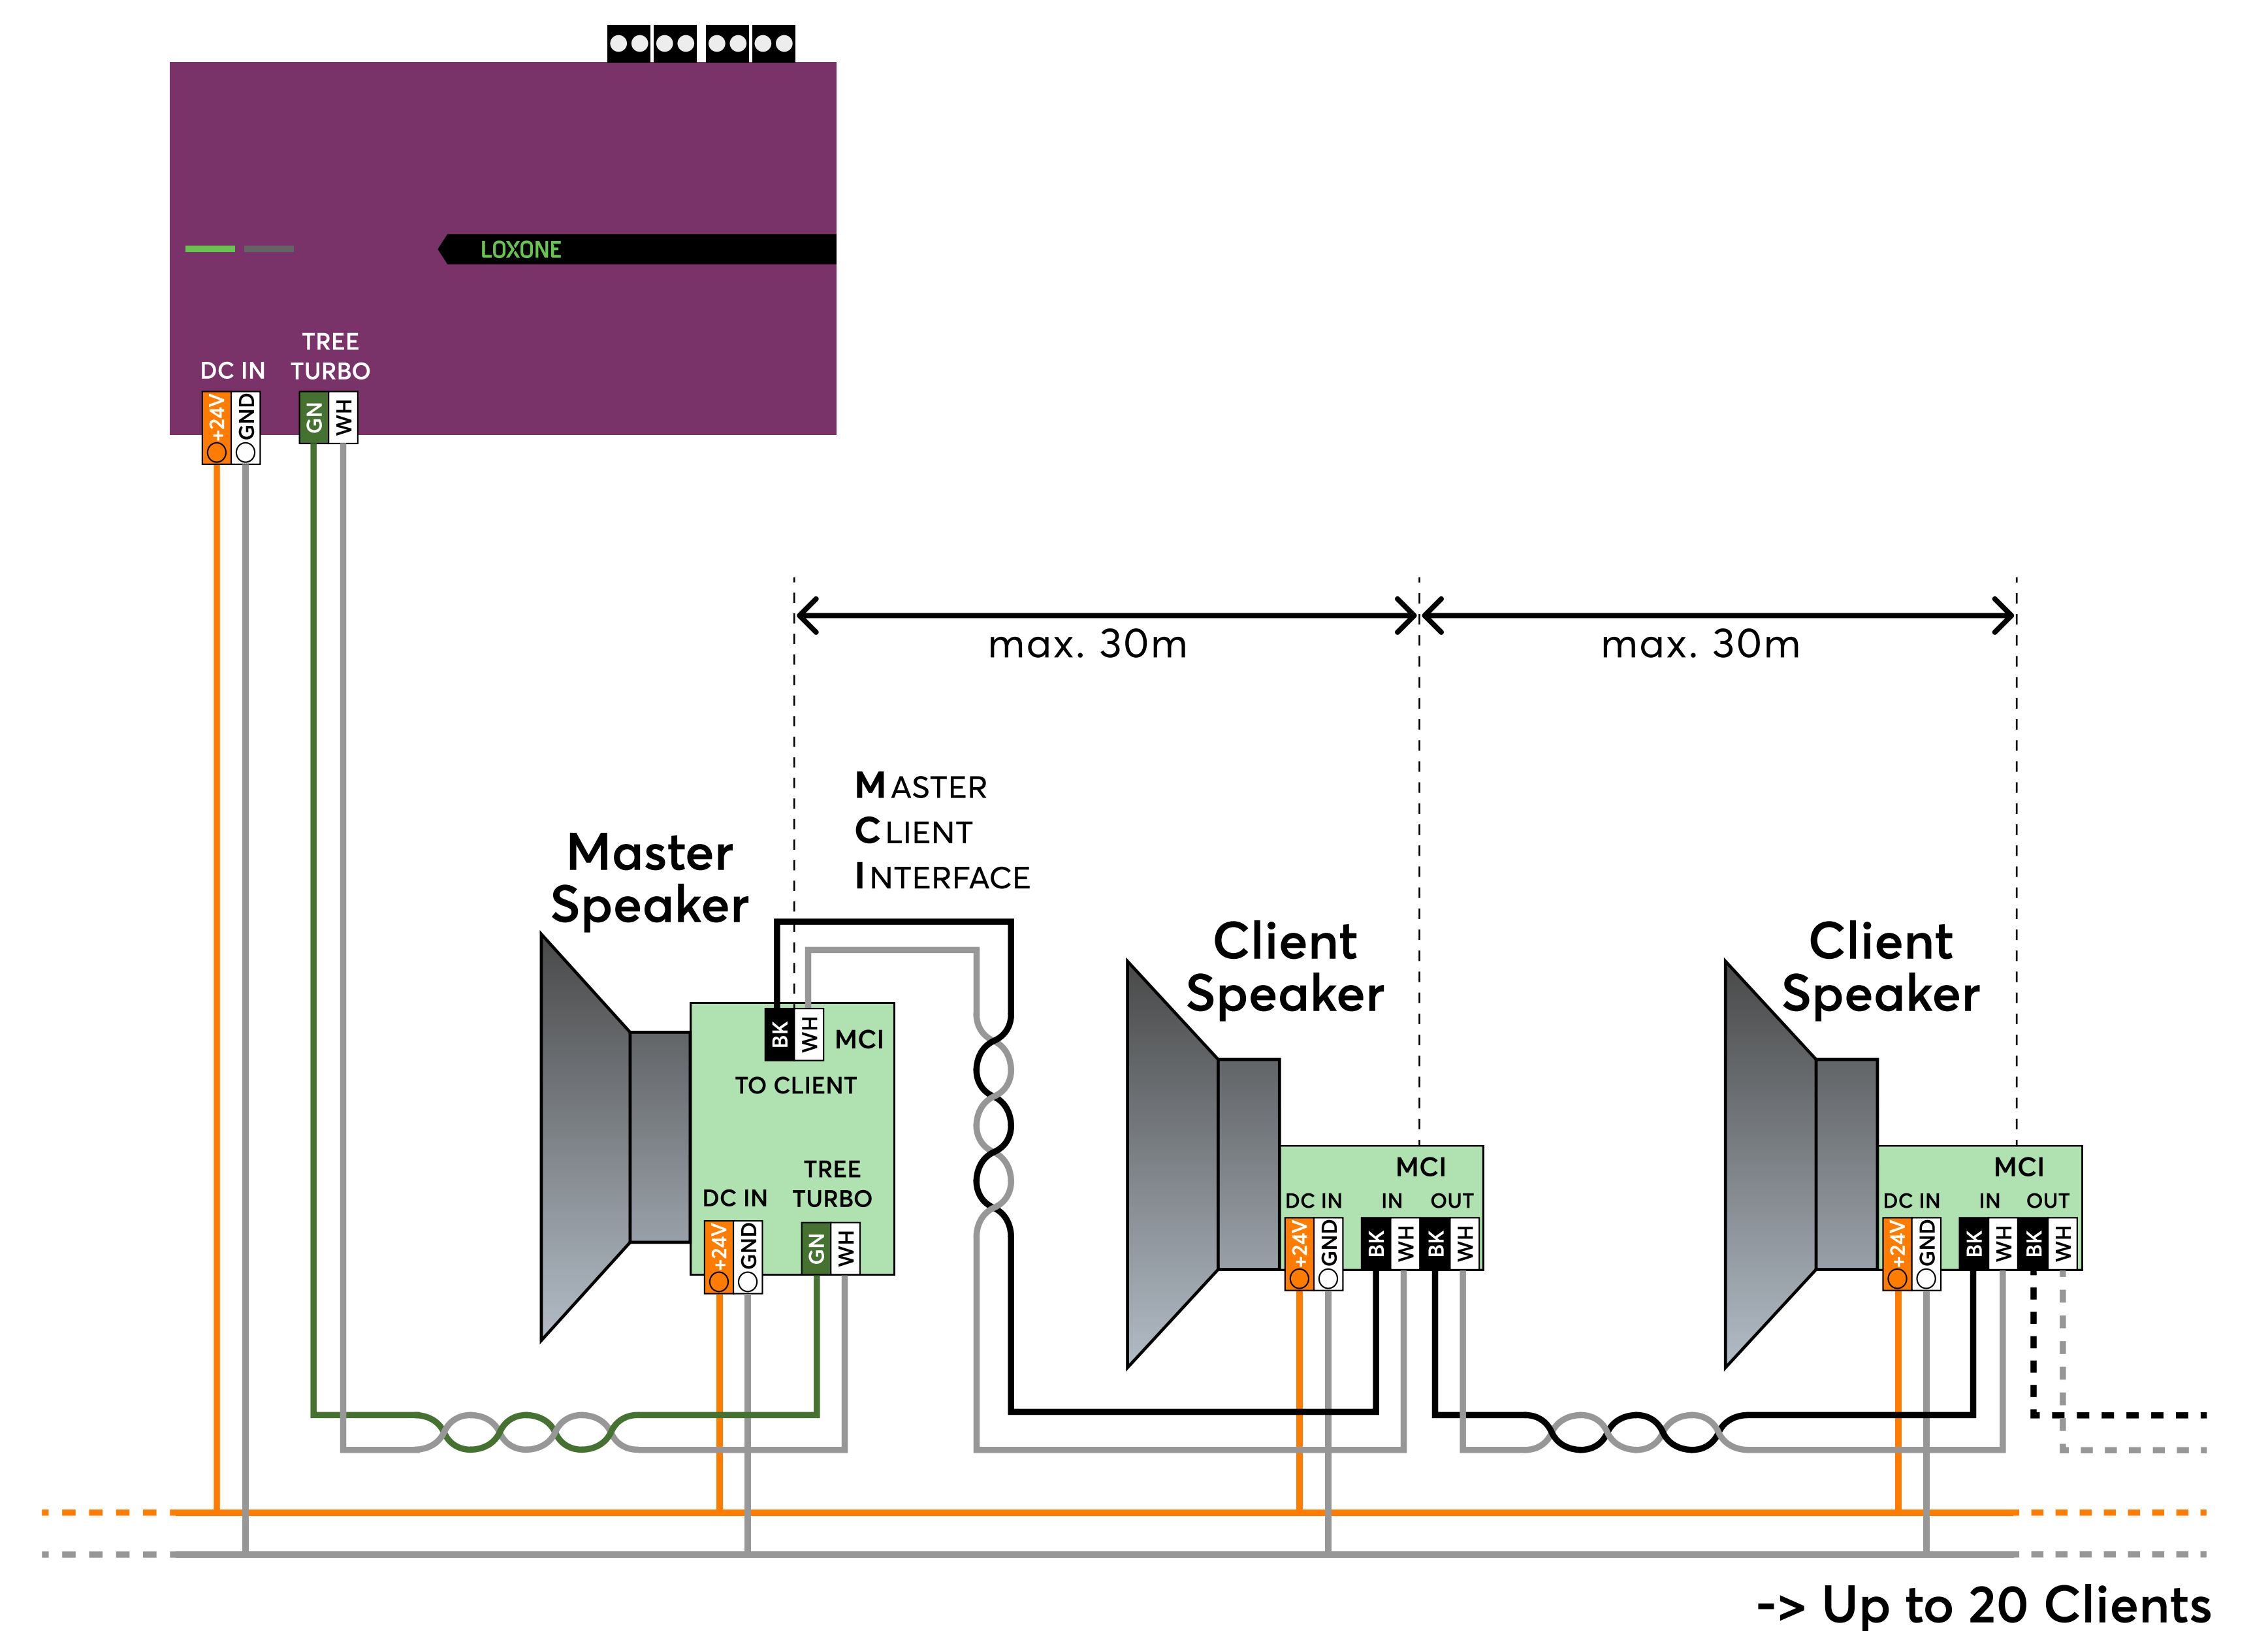 LOXONE
TREE
DC IN TURBO
+24V GND GN WH
max. 30m max. 30m
MASTER
CLIENT
INTERFACE
Master
Speaker
Client
Speaker
Client
Speaker
BK WH MCI
TO CLIENT
TREE
DC IN TURBO
+24V GND GN WH
MCI
DC IN IN OUT
+24V GND BK WH BK WH
MCI
DC IN IN OUT
+24V GND BK WH BK WH
-> Up to 20 Clients